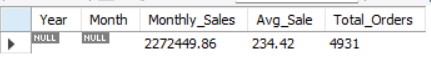 Year Month Monthly_Sales Avg_Sale Total_Orders
NULL NULL 2272449.86 234.42 4931